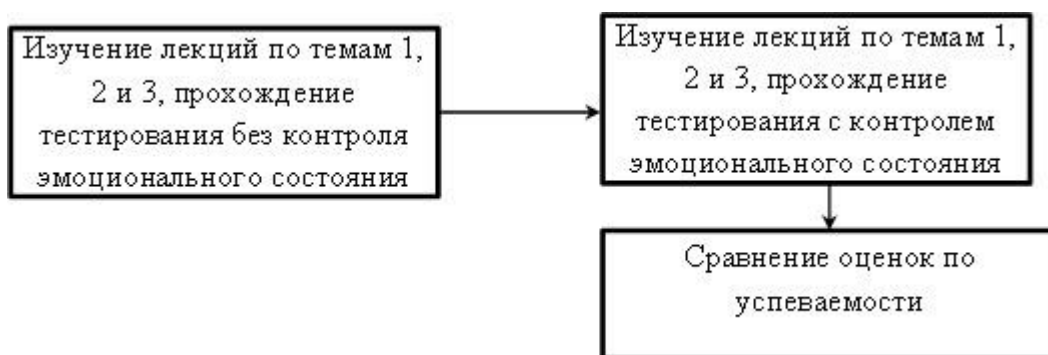 Изучение лекций по темам 1,
2 и 3, прохождение
тестирования без контроля
эмоционального состояния
Изучение лекций по темам 1,
2 и 3, прохождение
тестирования с контролем
эмоционального состояния
Сравнение оценок по
успеваемости